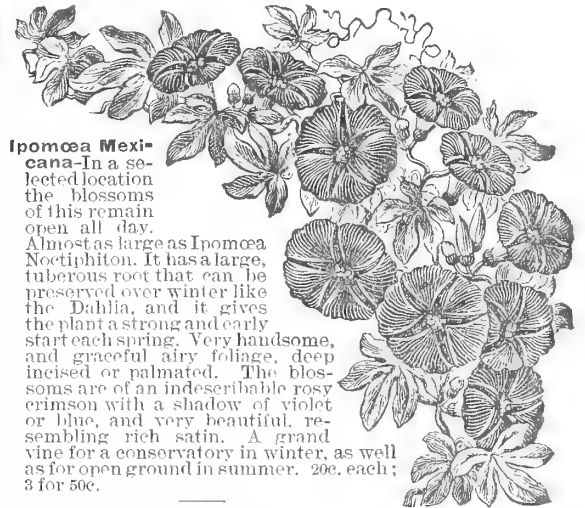 Ipomœa Mexi-
cana-In a se-
lected location
the blossoms
of this remain
open all day.
Almost as large as Ipomœa
Noctiphiton. It has a large,
tuberous root that can be
preserved over winter like
the Dahlia, and it gives
the plant a strong and early
start each spring. Very handsome,
and graceful airy foliage, deep
incised or palmated. The blos-
soms are of an indescribable rosy
crimson with a shadow of violet
or blue, and very beautiful, re-
sembling rich satin. A grand
vine for a conservatory in winter, as well
as for open ground in summer. 20c. each;
3 for 50c.